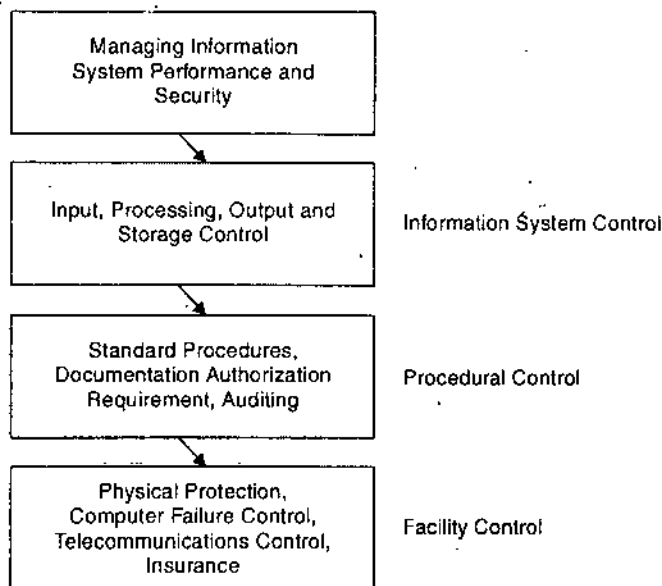 Managing Information
System Performance and
Security
Input, Processing, Output and
Storage Control
Information System Control
Standard Procedures,
Documentation Authorization
Requirement, Auditing
Procedural Control
Physical Protection,
Computer Failure Control,
Telecommunications Control,
Insurance
Facility Control